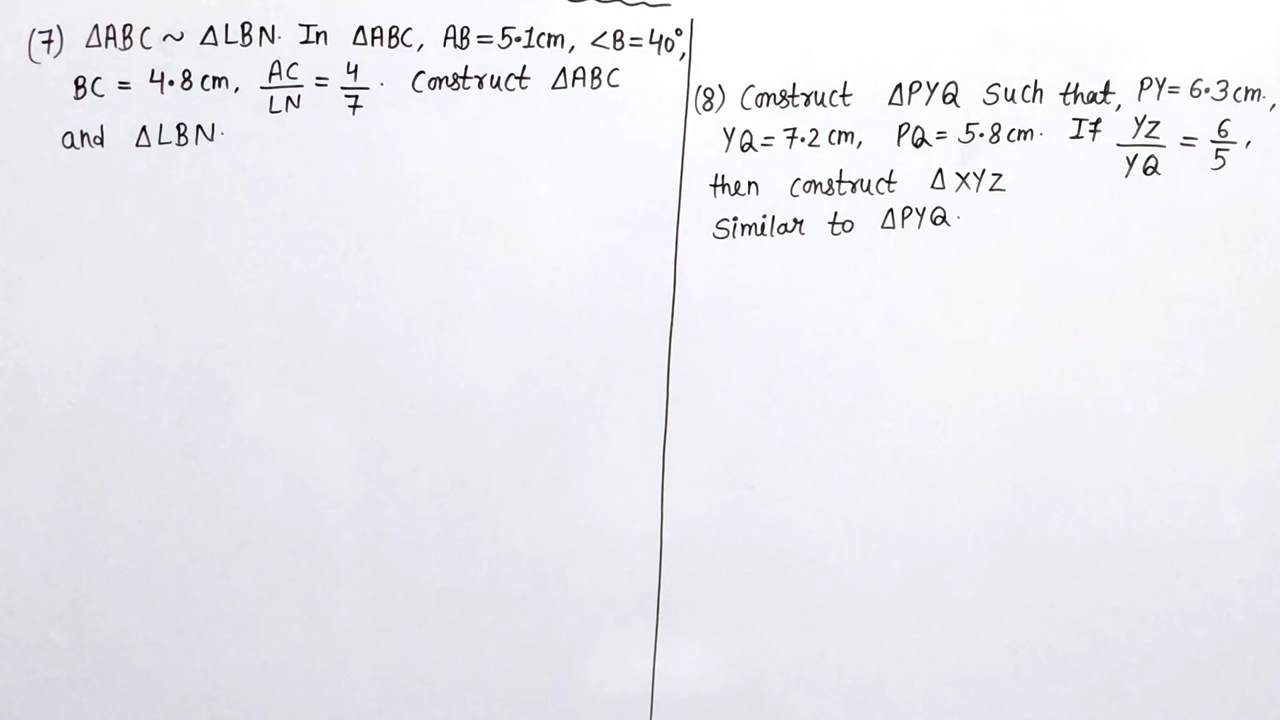 (7) ΔABC ~ ΔLBN. In ΔABC, AB = 5·1cm, ∠B = 40°,
BC = 4·8 cm, AC/LN = 4/7. Construct ΔABC
and ΔLBN.
(8) Construct ΔPYQ Such that, PY = 6·3 cm.,
YQ = 7·2 cm, PQ = 5·8 cm. If YZ/YQ = 6/5,
then construct ΔXYZ
Similar to ΔPYQ.